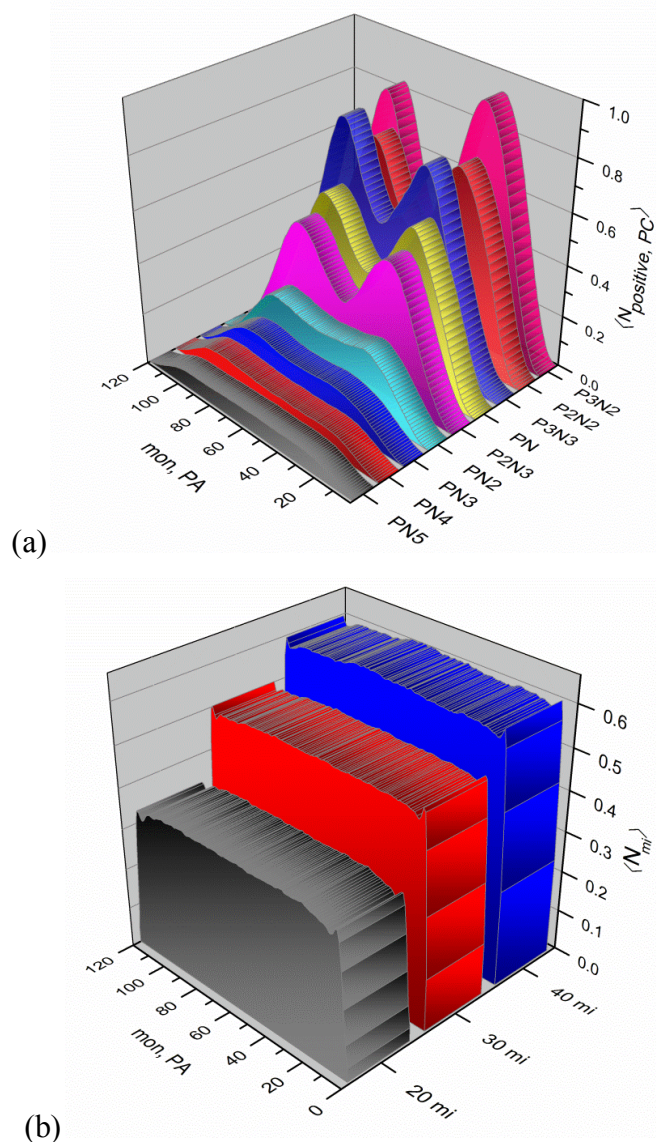 1.0
0.8
0.6
0.4
0.2
0.0
⟨N_positive, PC⟩
120
100
80
60
40
20
mon, PA
P3N2
P2N2
P3N3
PN
P2N3
PN2
PN3
PN4
PN5
(a)
0.6
0.5
0.4
0.3
0.2
0.1
0.0
⟨N_mi⟩
120
100
80
60
40
20
0
mon, PA
40 mi
30 mi
20 mi
(b)